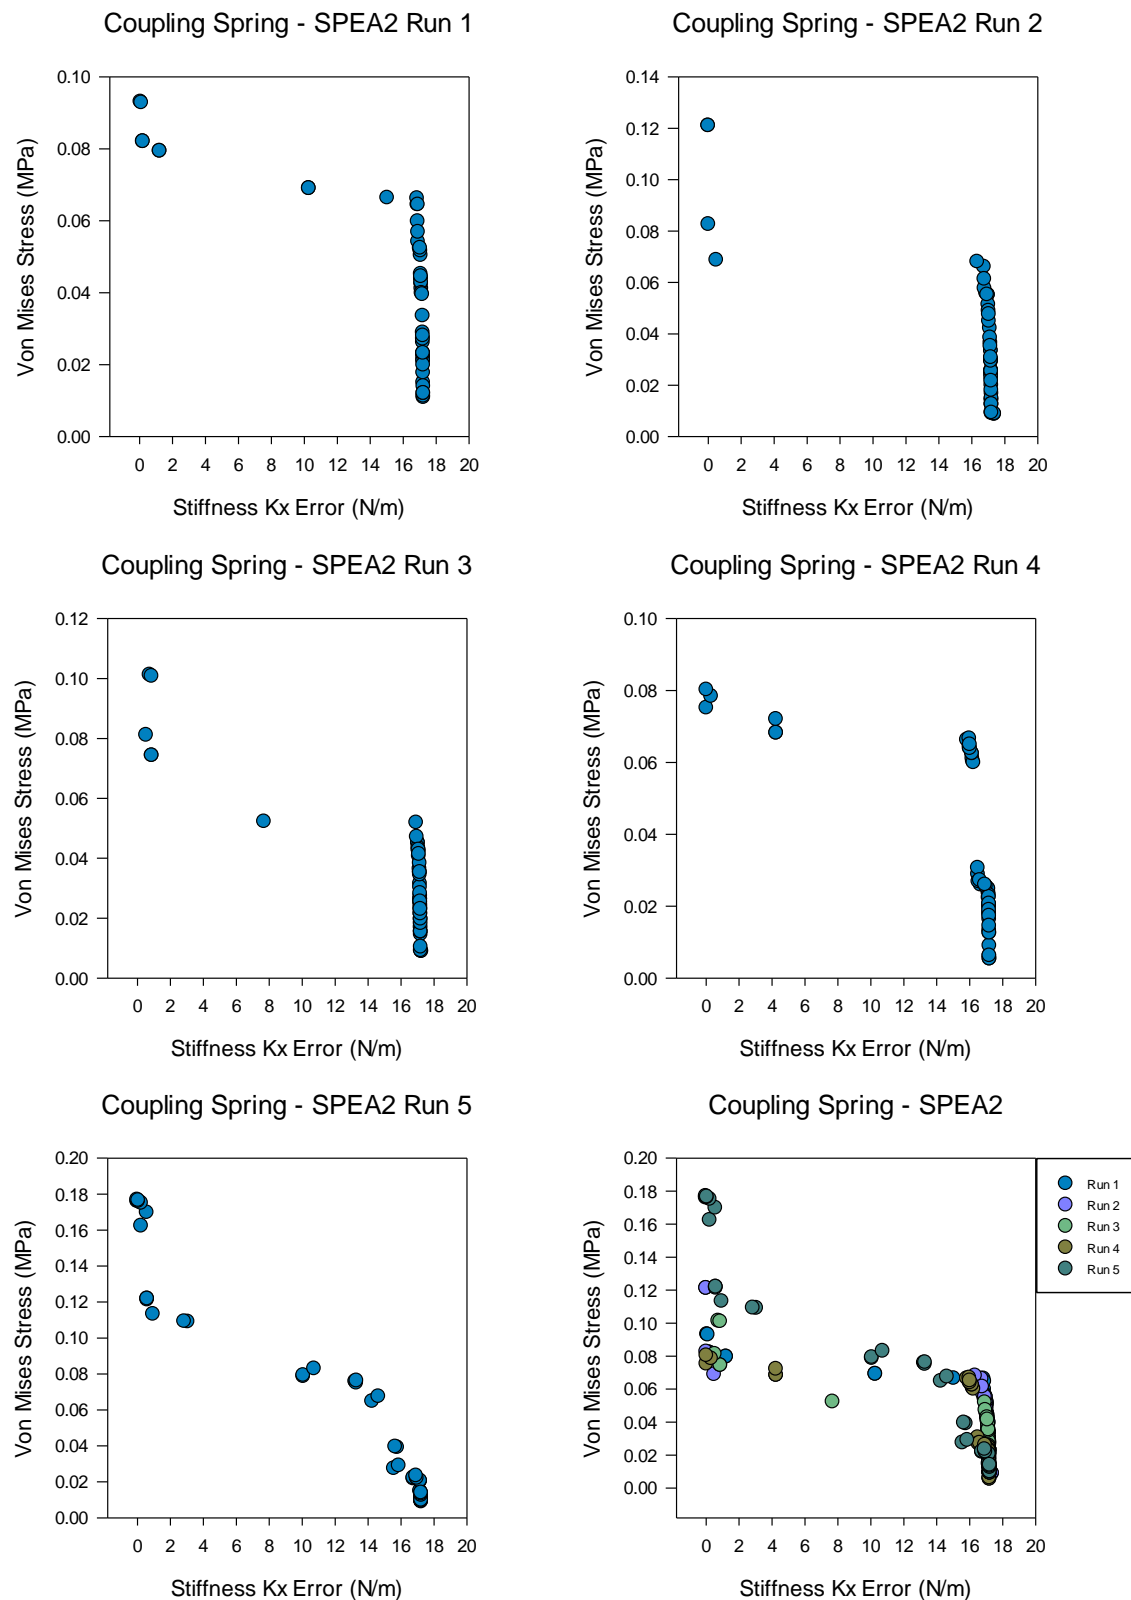 Coupling Spring - SPEA2 Run 1
Von Mises Stress (MPa)
0.10
0.08
0.06
0.04
0.02
0.00
0 2 4 6 8 10 12 14 16 18 20
Stiffness Kx Error (N/m)
Coupling Spring - SPEA2 Run 2
Von Mises Stress (MPa)
0.14
0.12
0.10
0.08
0.06
0.04
0.02
0.00
0 2 4 6 8 10 12 14 16 18 20
Stiffness Kx Error (N/m)
Coupling Spring - SPEA2 Run 3
Von Mises Stress (MPa)
0.12
0.10
0.08
0.06
0.04
0.02
0.00
0 2 4 6 8 10 12 14 16 18 20
Stiffness Kx Error (N/m)
Coupling Spring - SPEA2 Run 4
Von Mises Stress (MPa)
0.10
0.08
0.06
0.04
0.02
0.00
0 2 4 6 8 10 12 14 16 18 20
Stiffness Kx Error (N/m)
Coupling Spring - SPEA2 Run 5
Von Mises Stress (MPa)
0.20
0.18
0.16
0.14
0.12
0.10
0.08
0.06
0.04
0.02
0.00
0 2 4 6 8 10 12 14 16 18 20
Stiffness Kx Error (N/m)
Coupling Spring - SPEA2
Von Mises Stress (MPa)
0.20
0.18
0.16
0.14
0.12
0.10
0.08
0.06
0.04
0.02
0.00
0 2 4 6 8 10 12 14 16 18 20
Stiffness Kx Error (N/m)
Run 1
Run 2
Run 3
Run 4
Run 5